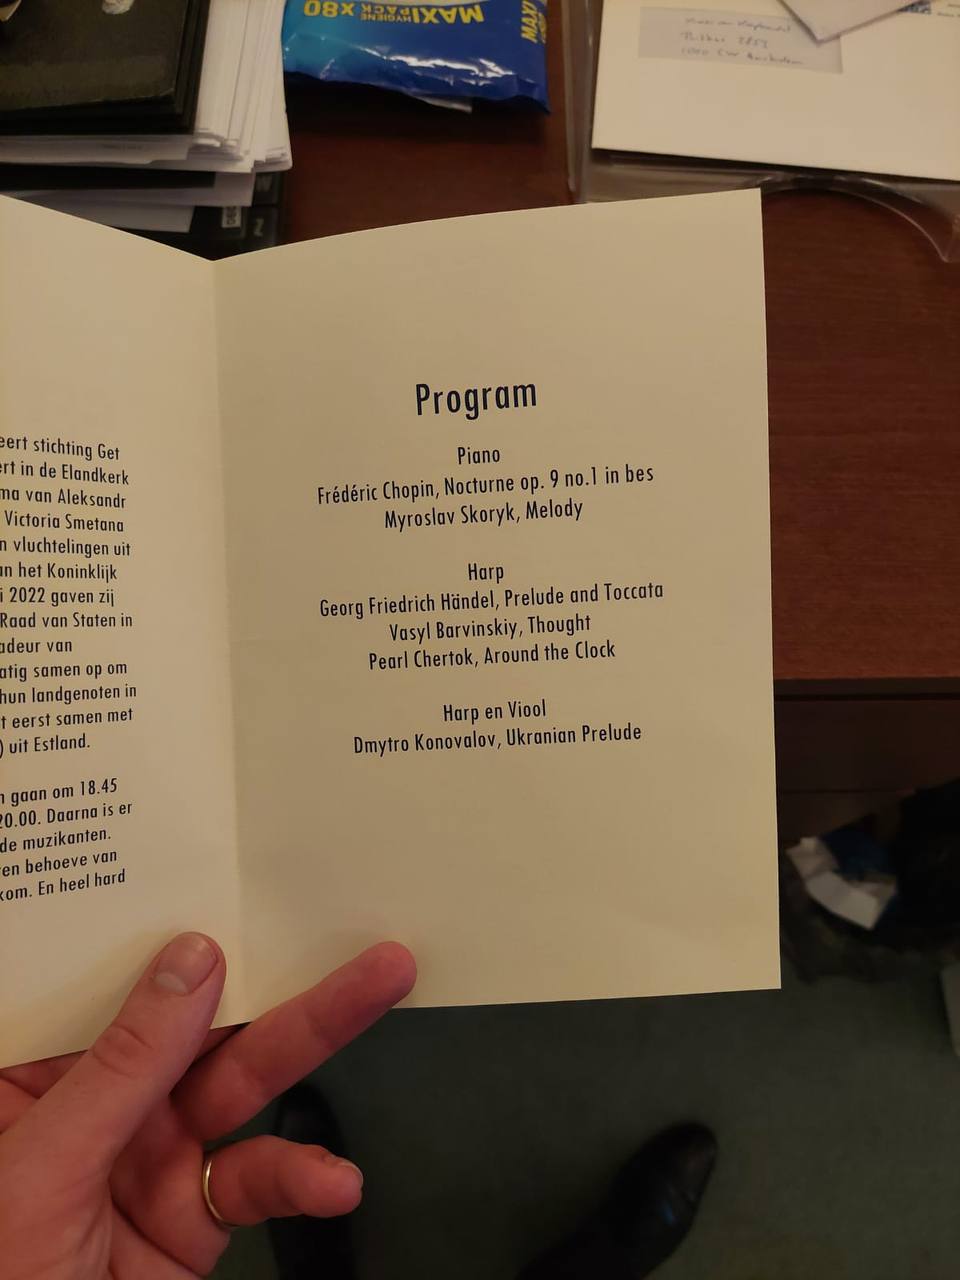 MAXI
PACK x80
HYGIENE
MAXI
1000 CW Amsterdam
eert stichting Get
ert in de Elandkerk
ma van Aleksandr
Victoria Smetana
n vluchtelingen uit
an het Koninklijk
i 2022 gaven zij
Raad van Staten in
adeur van
atig samen op om
hun landgenoten in
t eerst samen met
) uit Estland.
n gaan om 18.45
20.00. Daarna is er
de muzikanten.
en behoeve van
kom. En heel hard
Program
Piano
Frédéric Chopin, Nocturne op. 9 no.1 in bes
Myroslav Skoryk, Melody
Harp
Georg Friedrich Händel, Prelude and Toccata
Vasyl Barvinskiy, Thought
Pearl Chertok, Around the Clock
Harp en Viool
Dmytro Konovalov, Ukranian Prelude